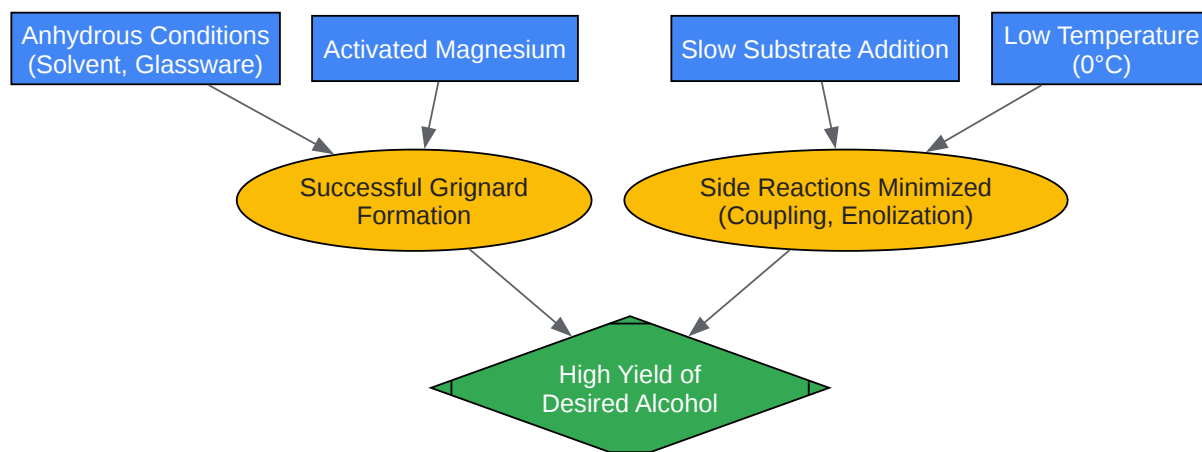 Anhydrous Conditions
(Solvent, Glassware)
Activated Magnesium
Slow Substrate Addition
Low Temperature
(0°C)
Successful Grignard
Formation
Side Reactions Minimized
(Coupling, Enolization)
High Yield of
Desired Alcohol